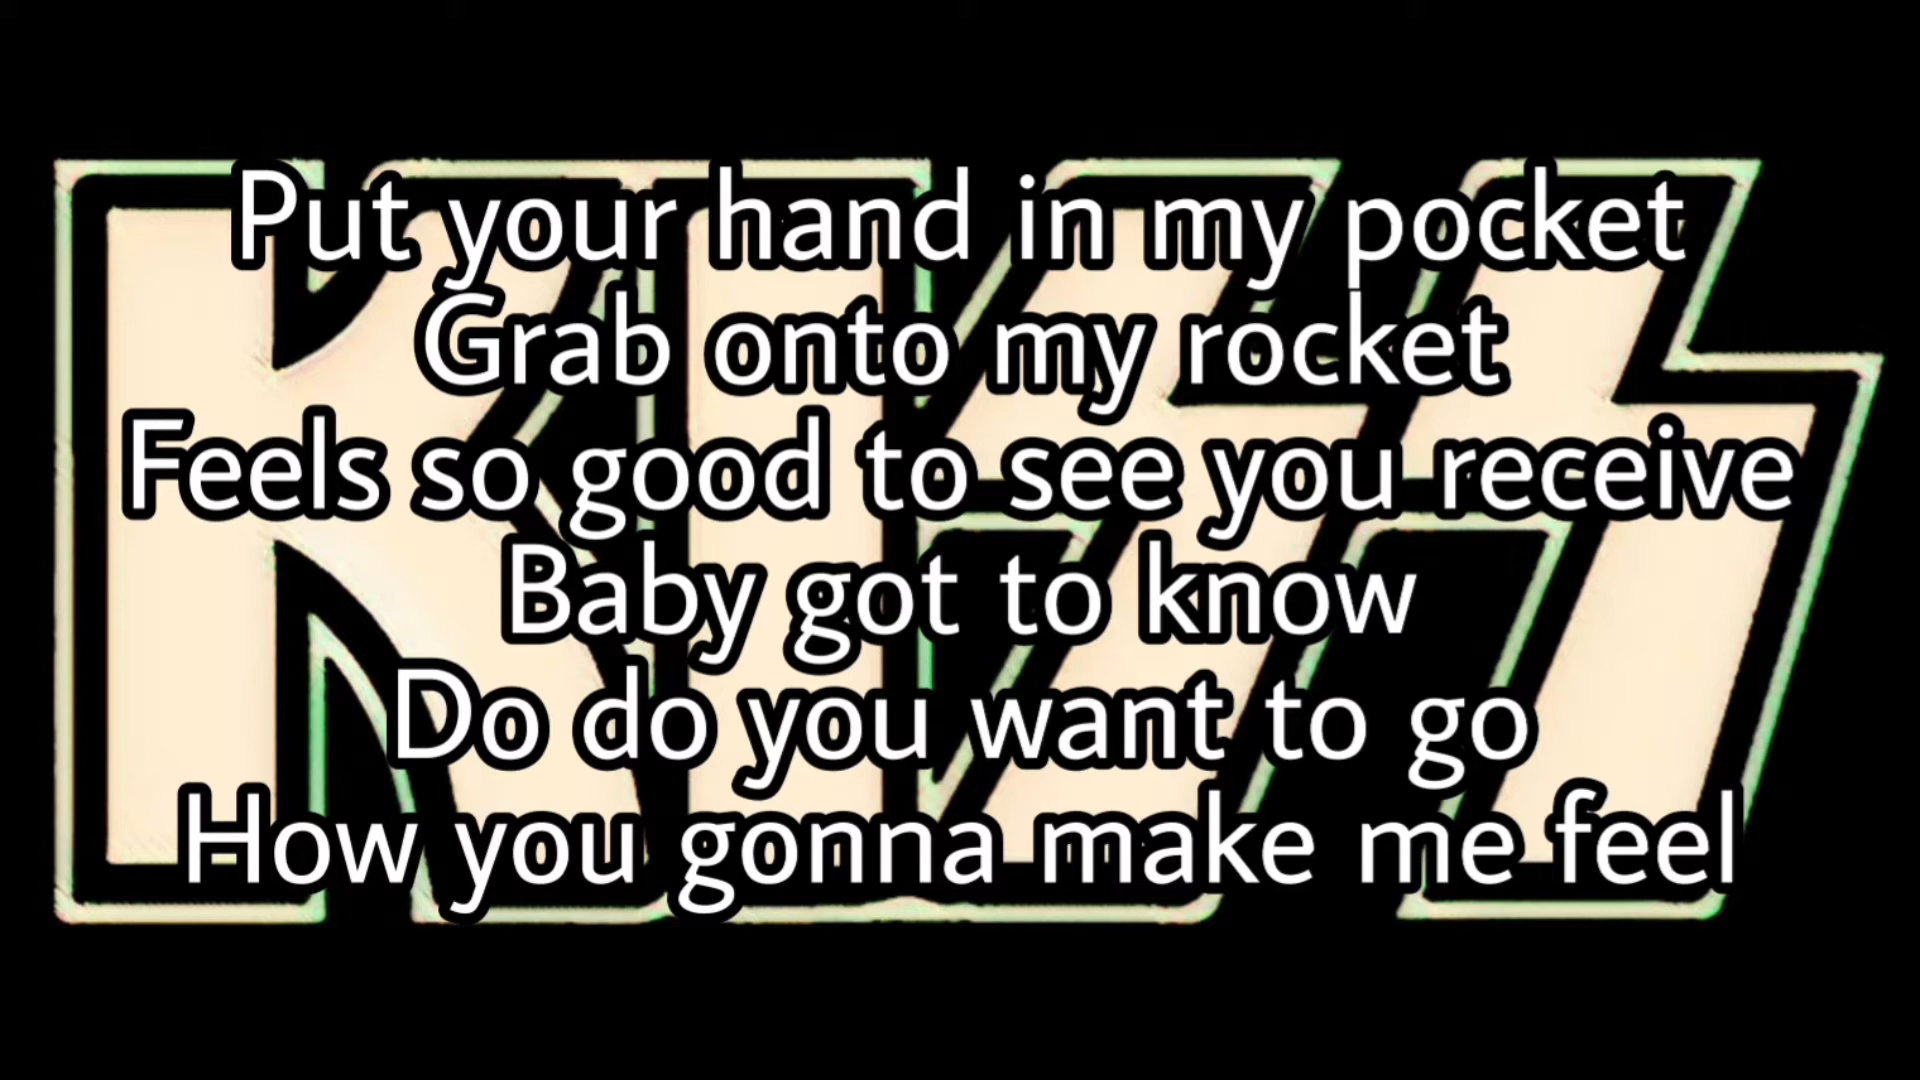 KISS
Put your hand in my pocket
Grab onto my rocket
Feels so good to see you receive
Baby got to know
Do do you want to go
How you gonna make me feel